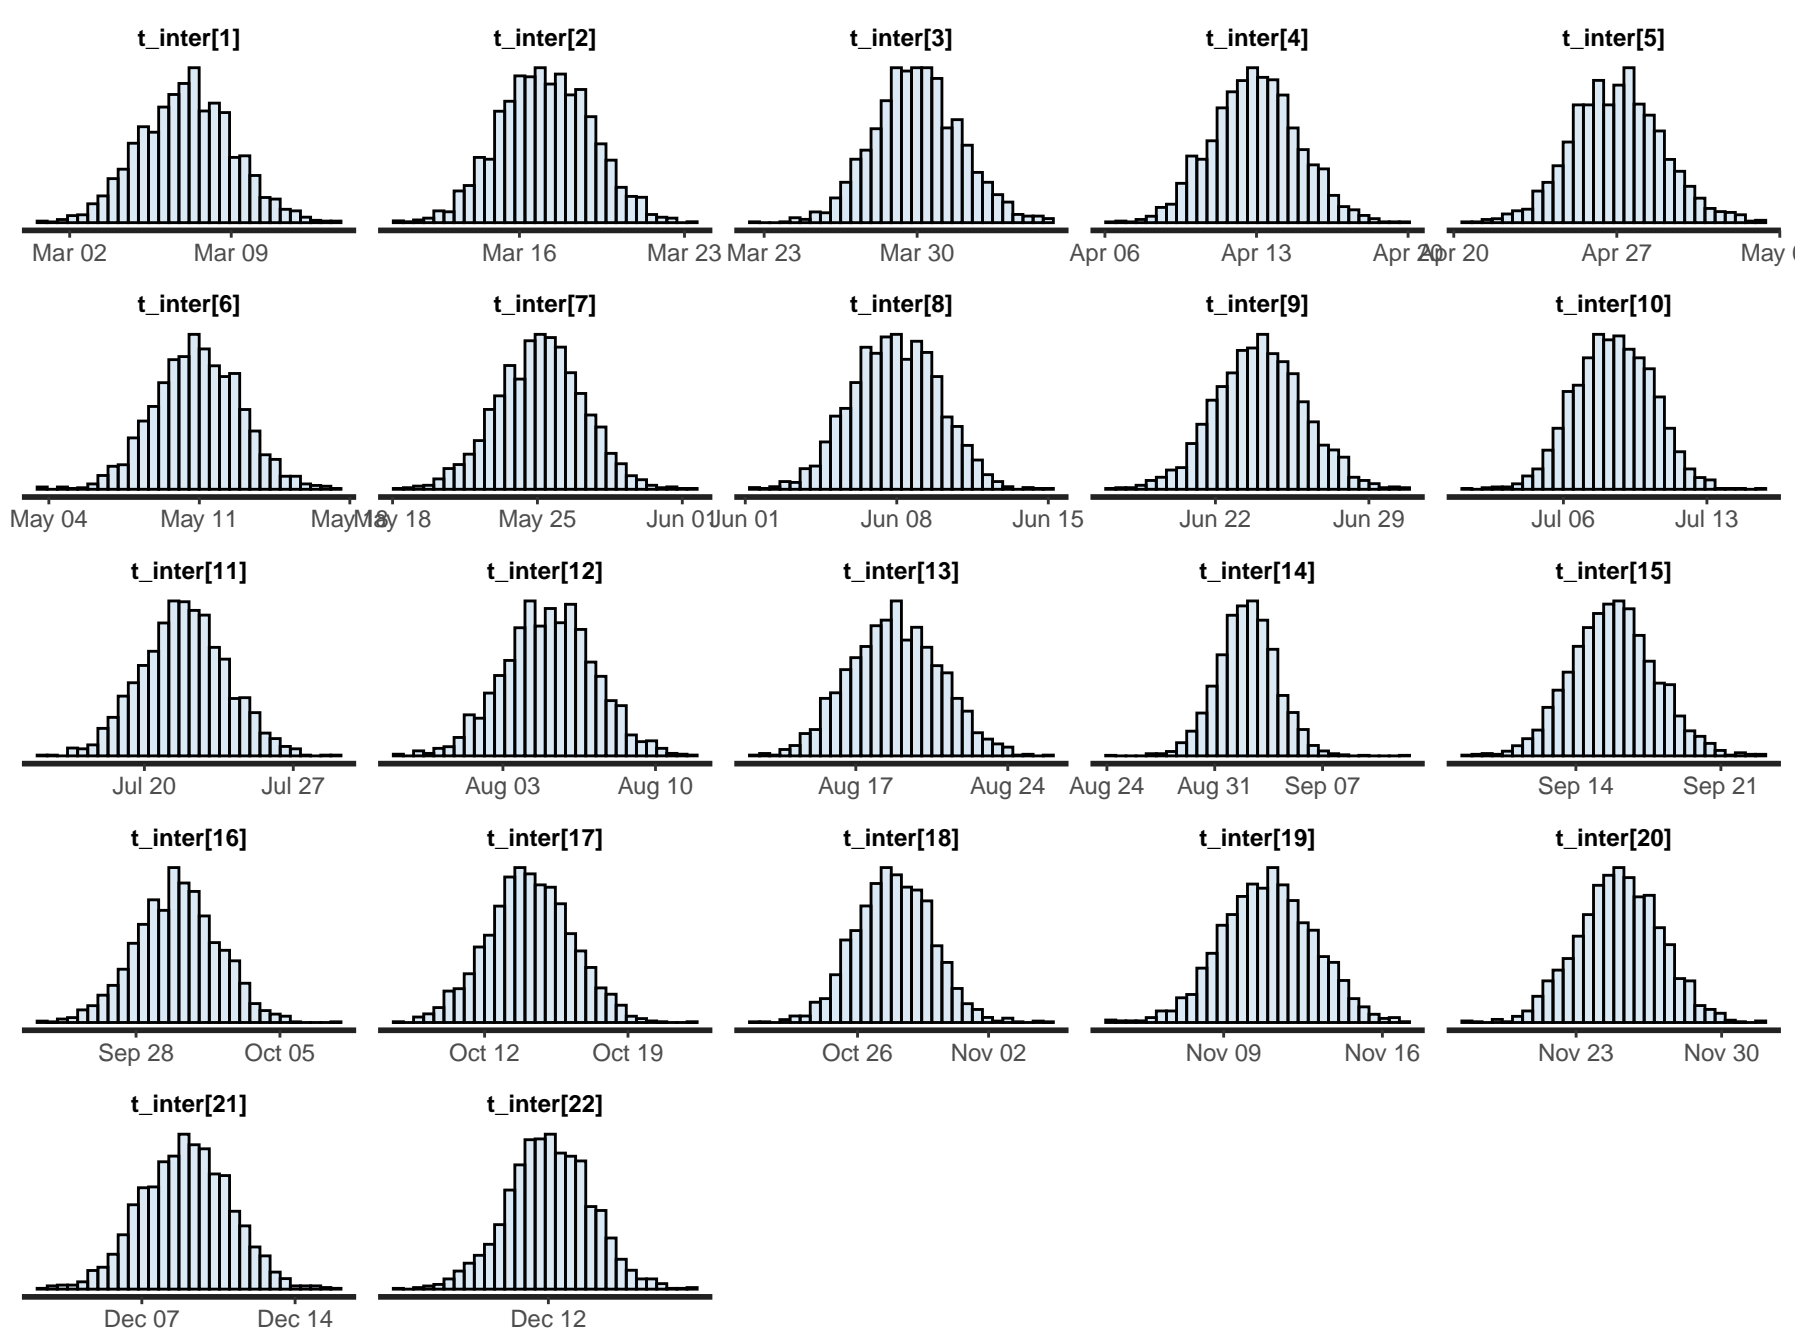 t_inter[1] t_inter[2] t_inter[3] t_inter[4] t_inter[5]
Mar 02 Mar 09 Mar 16 Mar 23 Mar 23 Mar 30 Apr 06 Apr 13 Apr 20 Apr 20 Apr 27 May
t_inter[6] t_inter[7] t_inter[8] t_inter[9] t_inter[10]
May 04 May 11 May 18 May 18 May 25 Jun 01 Jun 01 Jun 08 Jun 15 Jun 22 Jun 29 Jul 06 Jul 13
t_inter[11] t_inter[12] t_inter[13] t_inter[14] t_inter[15]
Jul 20 Jul 27 Aug 03 Aug 10 Aug 17 Aug 24 Aug 24 Aug 31 Sep 07 Sep 14 Sep 21
t_inter[16] t_inter[17] t_inter[18] t_inter[19] t_inter[20]
Sep 28 Oct 05 Oct 12 Oct 19 Oct 26 Nov 02 Nov 09 Nov 16 Nov 23 Nov 30
t_inter[21] t_inter[22]
Dec 07 Dec 14 Dec 12